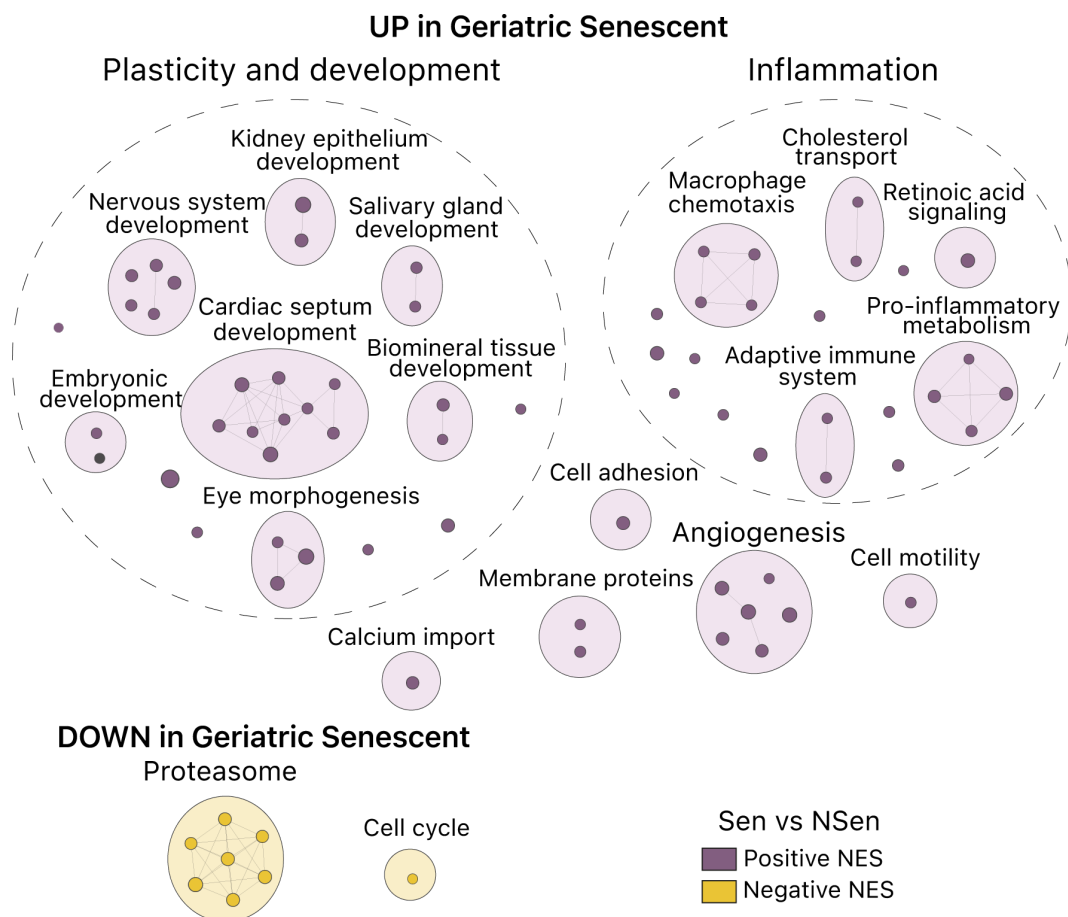 UP in Geriatric Senescent
Plasticity and development
Inflammation
Kidney epithelium
development
Nervous system
development
Salivary gland
development
Cardiac septum
development
Biomineral tissue
development
Embryonic
development
Eye morphogenesis
Cholesterol
transport
Macrophage
chemotaxis
Retinoic acid
signaling
Pro-inflammatory
metabolism
Adaptive immune
system
Cell adhesion
Angiogenesis
Cell motility
Membrane proteins
Calcium import
DOWN in Geriatric Senescent
Proteasome
Cell cycle
Sen vs NSen
Positive NES
Negative NES